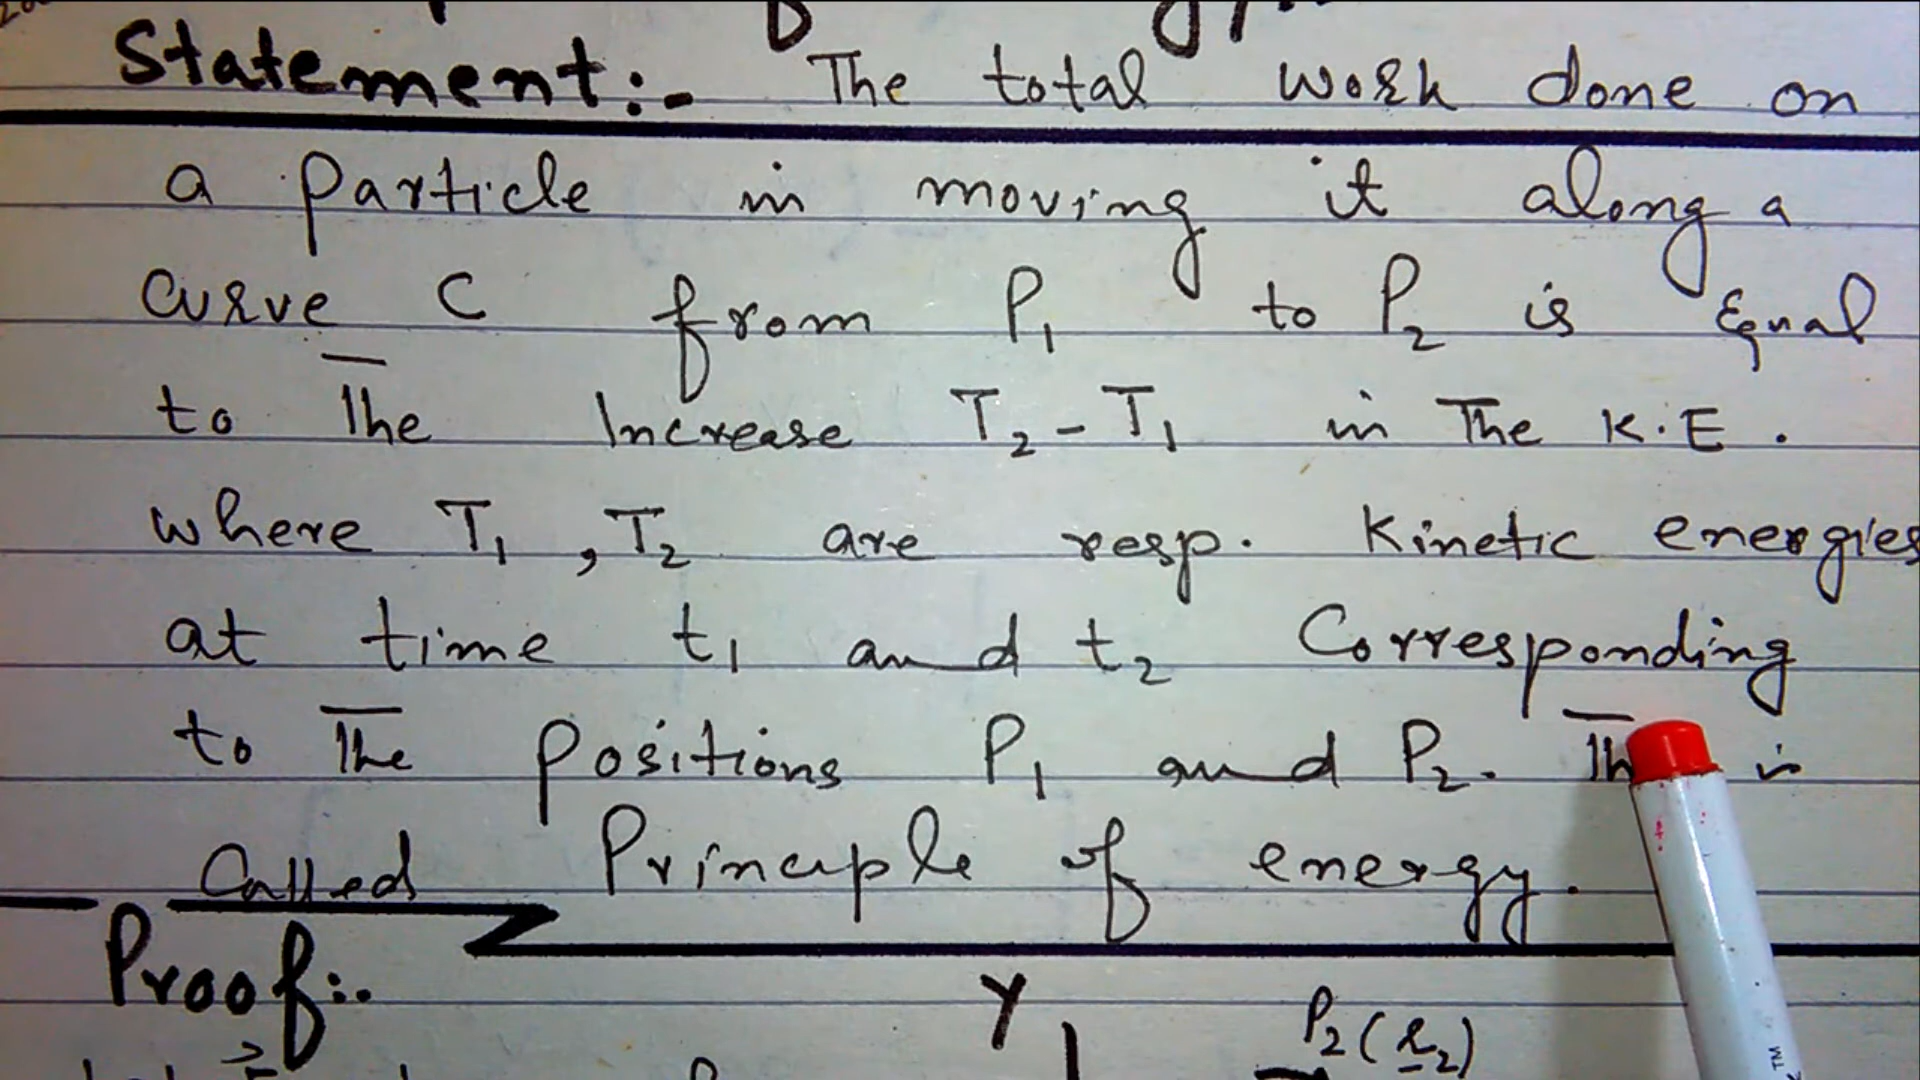 Statement:- The total work done on
a particle in moving it along a
curve C from P₁ to P₂ is Equal
to The Increase T₂-T₁ in The K.E.
where T₁, T₂ are resp. Kinetic energies
at time t₁ and t₂ Corresponding
to The positions P₁ and P₂. is
Called Principle of energy.
Proof:-
Y
P₂(r₂)